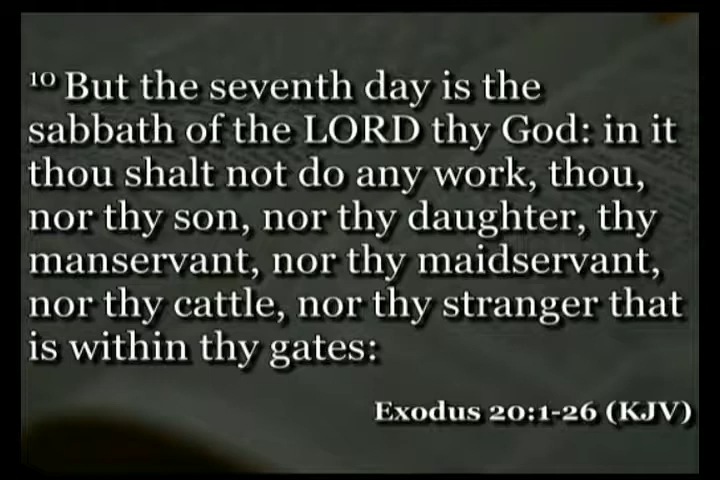 10 But the seventh day is the
sabbath of the LORD thy God: in it
thou shalt not do any work, thou,
nor thy son, nor thy daughter, thy
manservant, nor thy maidservant,
nor thy cattle, nor thy stranger that
is within thy gates:
Exodus 20:1-26 (KJV)